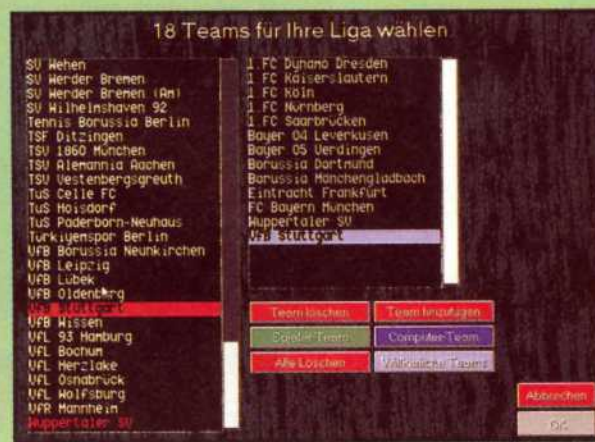 18 Teams für Ihre Liga wählen
SV Wehen
SV Werder Bremen
SV Werder Bremen (Am)
SV Wilhelmshaven 92
Tennis Borussia Berlin
TSF Ditzingen
TSV 1860 München
TSV Alemannia Aachen
TSV Vestenbergsgreuth
TuS Celle FC
TuS Hoisdorf
TuS Paderborn-Neuhaus
Türkiyemspor Berlin
VfB Borussia Neunkirchen
VfB Leipzig
VfB Lübek
VfB Oldenberg
VfB Stuttgart
VfB Wissen
VfL 93 Hamburg
VfL Bochum
VfL Herzlake
VfL Osnabrück
VfL Wolfsburg
VfR Mannheim
Wuppertaler SV
1.FC Dynamo Dresden
1.FC Kaiserslautern
1.FC Köln
1.FC Nürnberg
1.FC Saarbrücken
Bayer 04 Leverkusen
Bayer 05 Uerdingen
Borussia Dortmund
Borussia Mönchengladbach
Eintracht Frankfurt
FC Bayern München
Wuppertaler SV
VfB Stuttgart
Team löschen
Team hinzufügen
Spieler-Team
Computer-Team
Alle Löschen
Willkürliche Teams
Abbrechen
OK